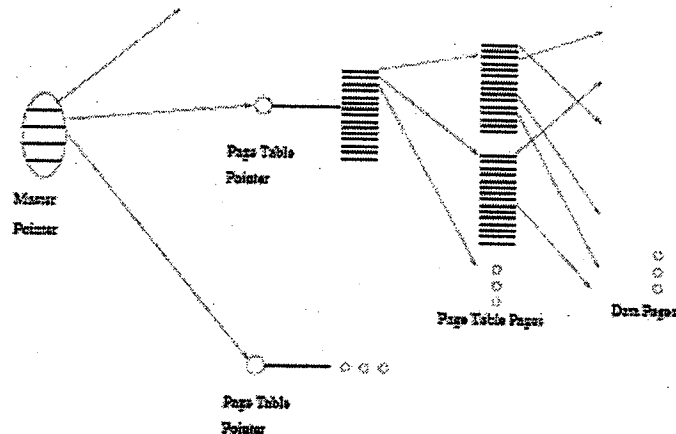 Page Table
Pointer
Master
Pointer
Page Table Pages
Data Pages
Page Table
Pointer